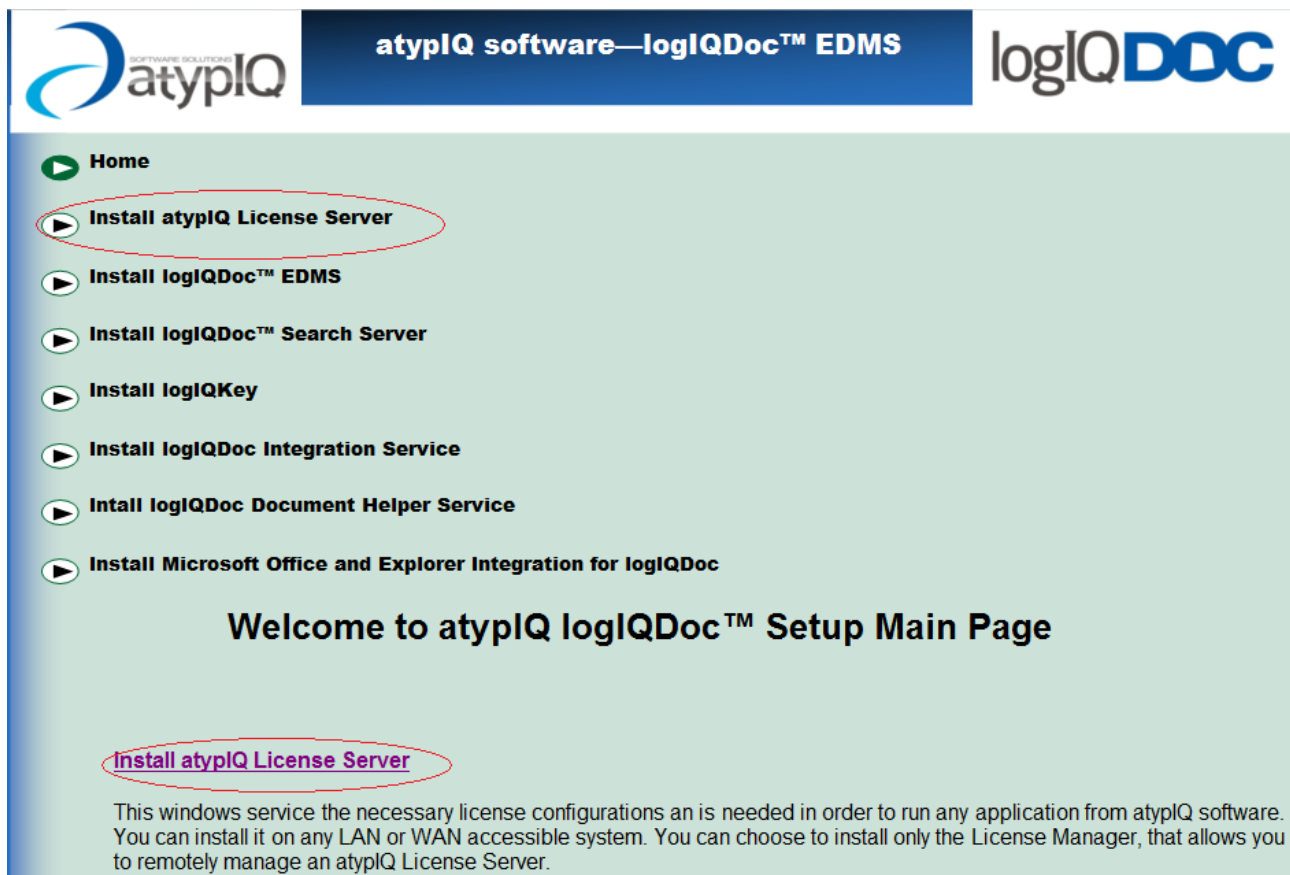 SOFTWARE SOLUTIONS
atypIQ
atypIQ software—logIQDoc™ EDMS
logIQDOC
Home
Install atypIQ License Server
Install logIQDoc™ EDMS
Install logIQDoc™ Search Server
Install logIQKey
Install logIQDoc Integration Service
Intall logIQDoc Document Helper Service
Install Microsoft Office and Explorer Integration for logIQDoc
Welcome to atypIQ logIQDoc™ Setup Main Page
Install atypIQ License Server
This windows service the necessary license configurations an is needed in order to run any application from atypIQ software.
You can install it on any LAN or WAN accessible system. You can choose to install only the License Manager, that allows you
to remotely manage an atypIQ License Server.